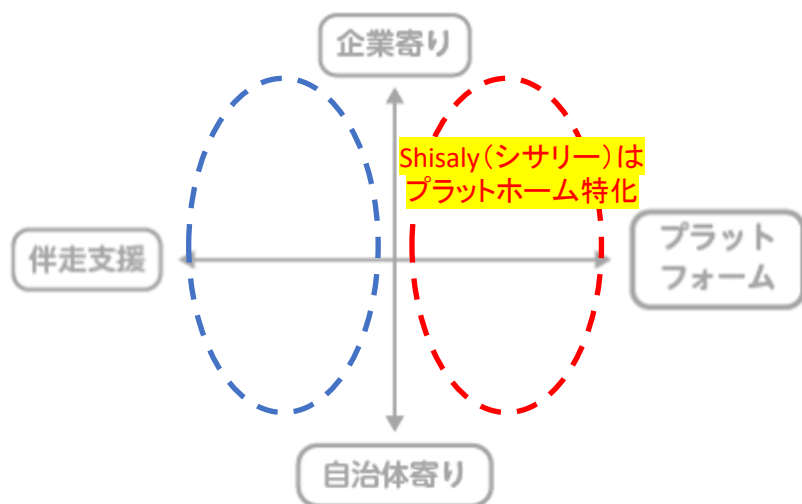 企業寄り
Shisaly(シサリー)は
プラットホーム特化
伴走支援
プラット
フォーム
自治体寄り